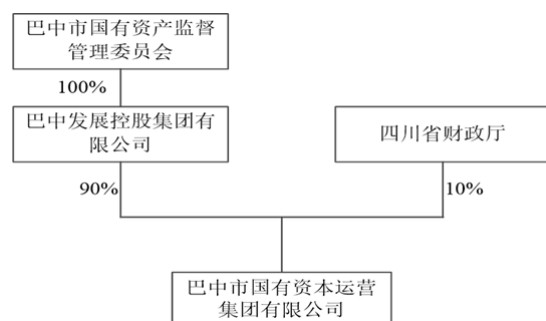 巴中市国有资产监督
管理委员会
100%
巴中发展控股集团有
限公司
四川省财政厅
90%
10%
巴中市国有资本运营
集团有限公司